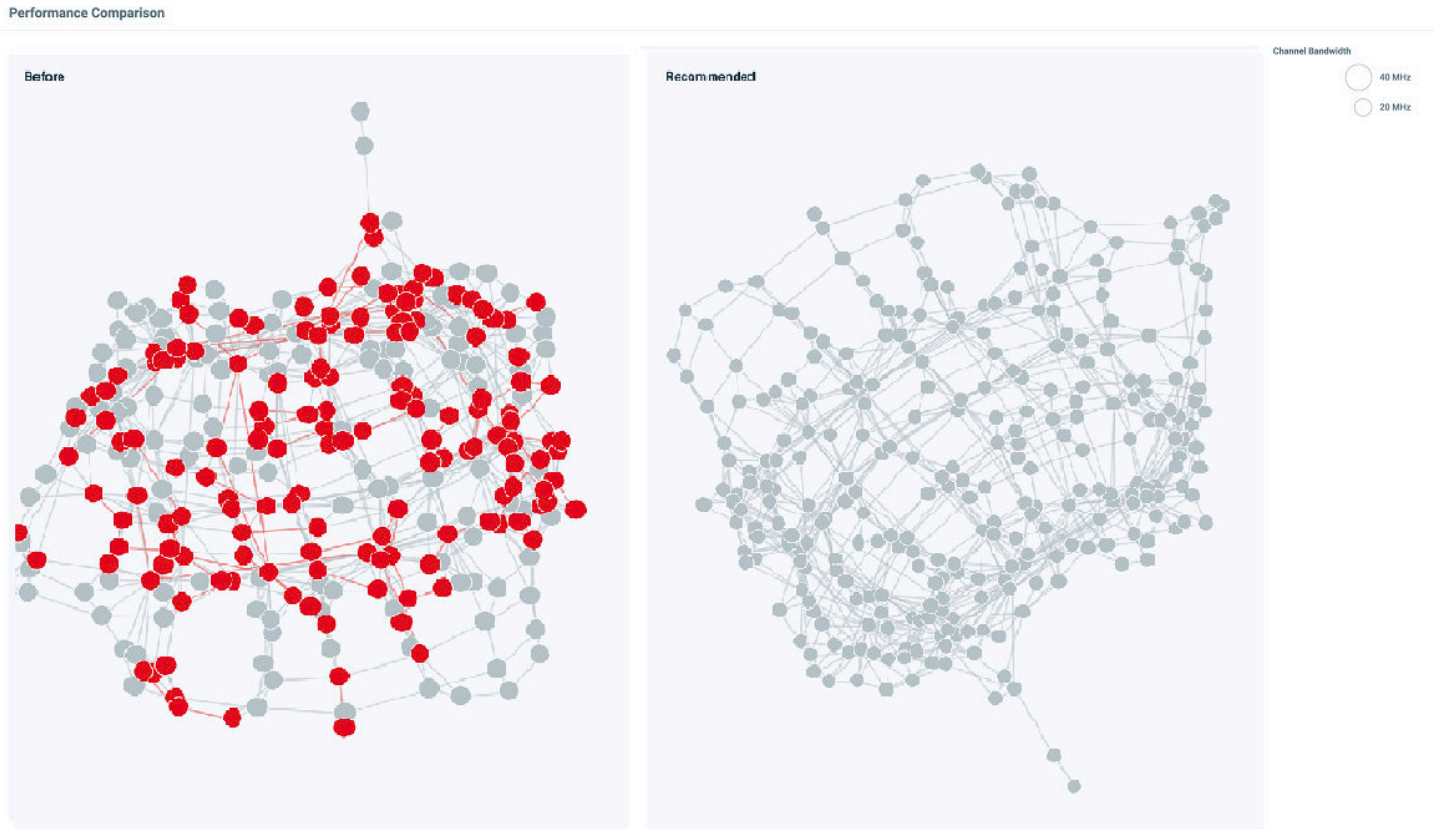 Performance Comparison
Before
Recommended
Channel Bandwidth
40 MHz
20 MHz